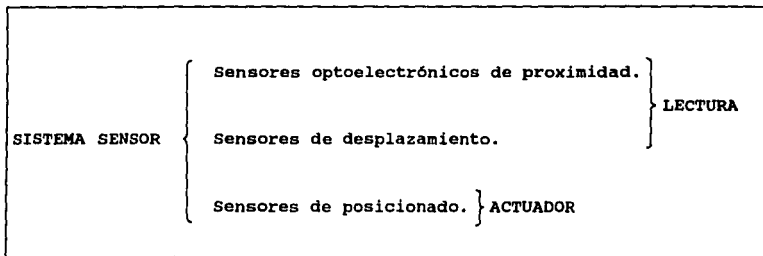 Sensores optoelectrónicos de proximidad.
LECTURA
SISTEMA SENSOR
Sensores de desplazamiento.
Sensores de posicionado.
ACTUADOR